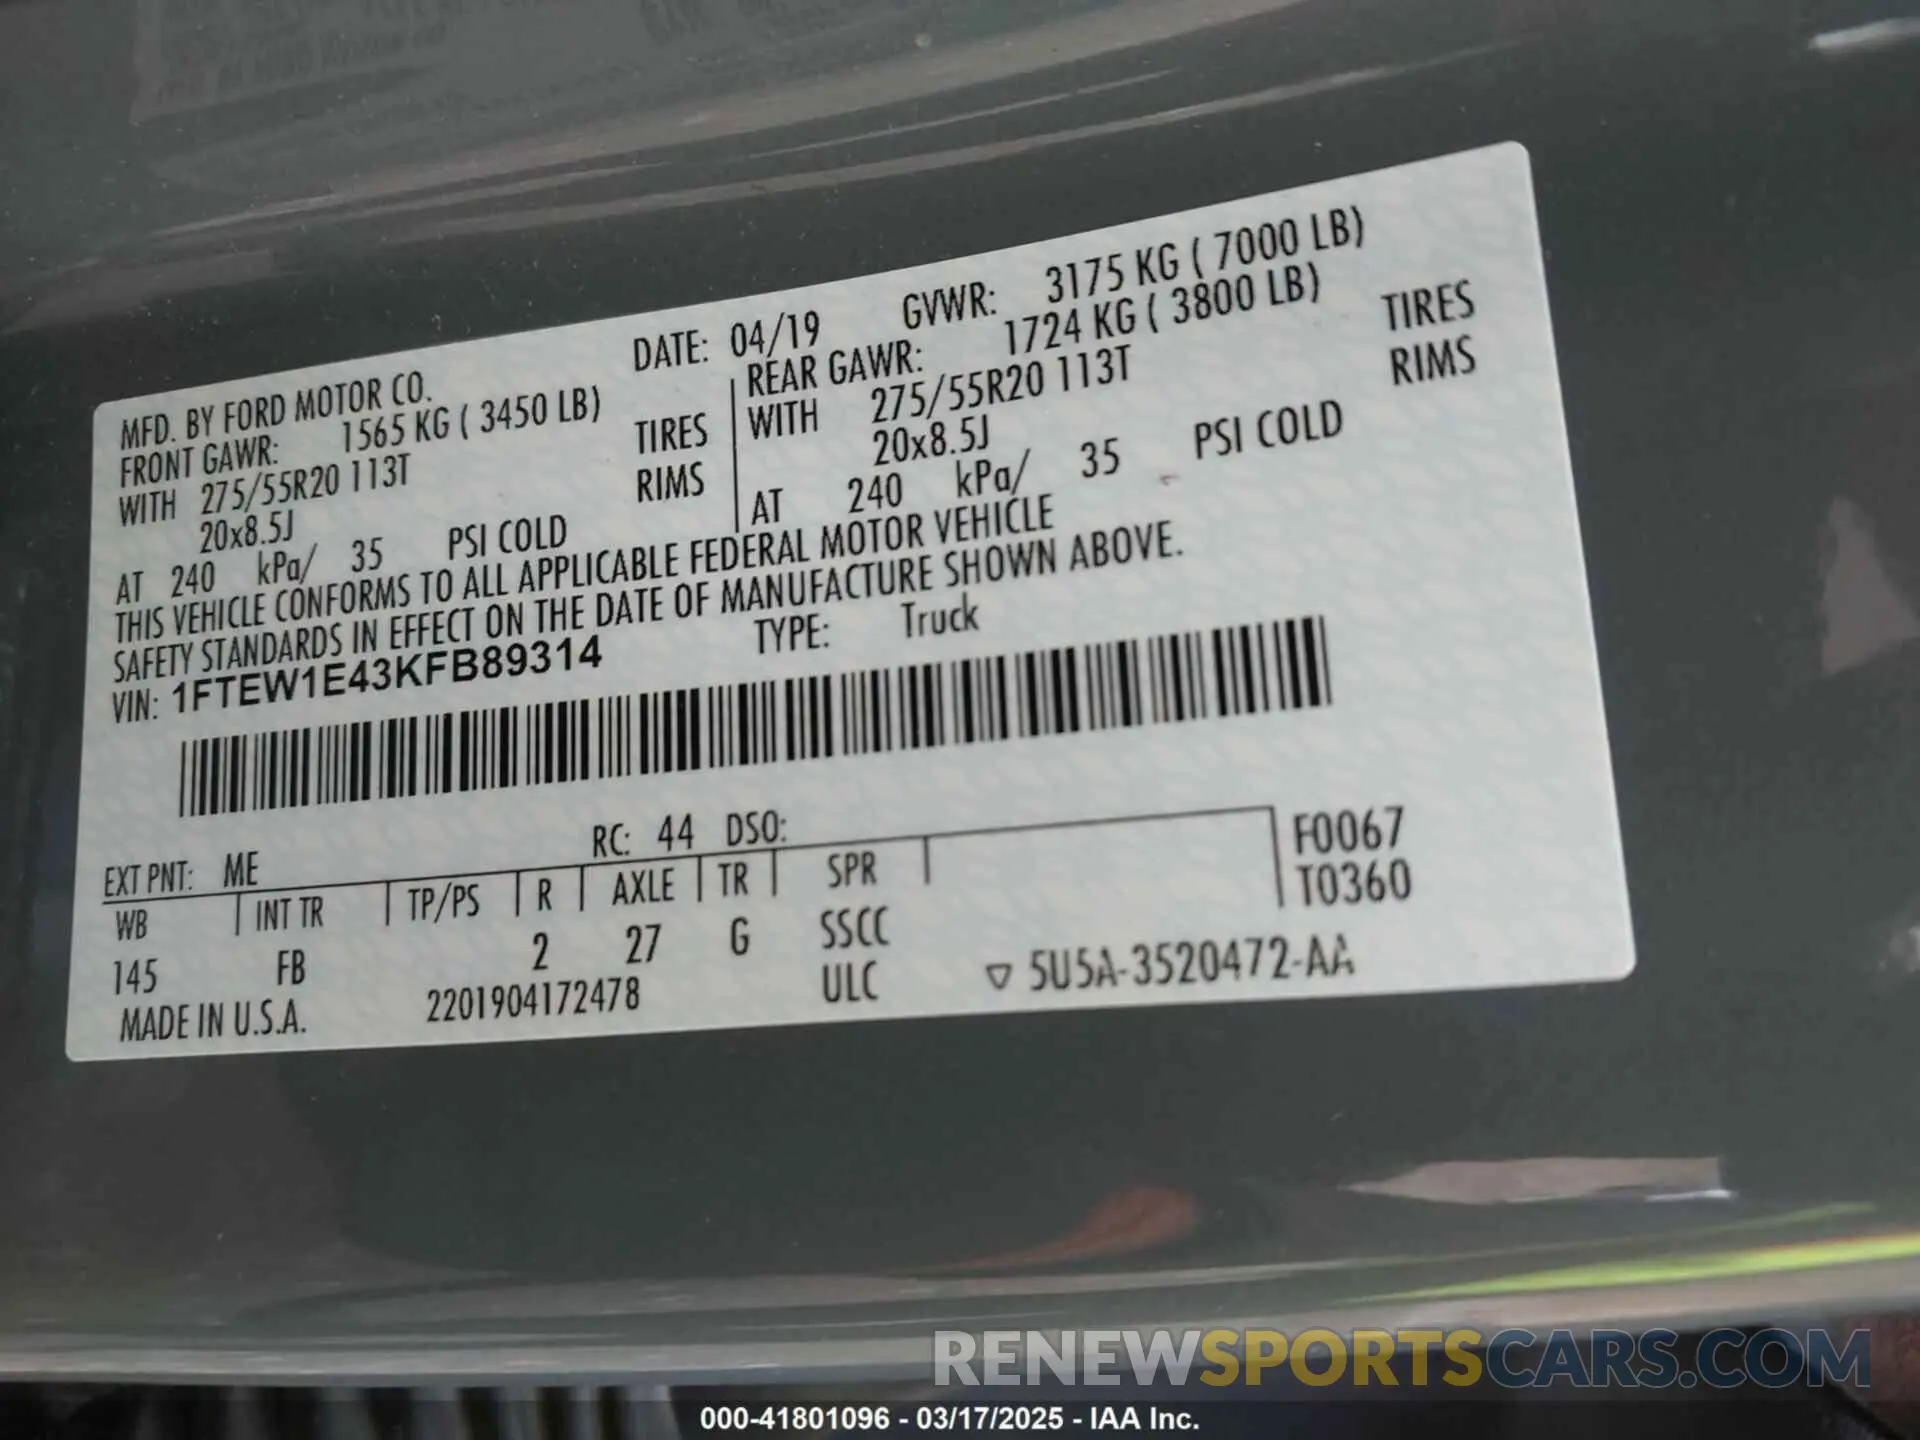 MFD. BY FORD MOTOR CO.
DATE: 04/19
GVWR: 3175 KG ( 7000 LB)
FRONT GAWR: 1565 KG ( 3450 LB)
WITH 275/55R20 113T TIRES
20x8.5J RIMS
AT 240 kPa/ 35 PSI COLD
REAR GAWR: 1724 KG ( 3800 LB)
WITH 275/55R20 113T TIRES
20x8.5J RIMS
AT 240 kPa/ 35 PSI COLD
THIS VEHICLE CONFORMS TO ALL APPLICABLE FEDERAL MOTOR VEHICLE
SAFETY STANDARDS IN EFFECT ON THE DATE OF MANUFACTURE SHOWN ABOVE.
VIN: 1FTEW1E43KFB89314 TYPE: Truck
EXT PNT: ME RC: 44 DSO:
F0067
T0360
WB INT TR TP/PS R AXLE TR SPR
145 FB 2 27 G SSCC
MADE IN U.S.A. 2201904172478 ULC ▽ 5U5A-3520472-AA
RENEWSPORTSCARS.COM
000-41801096 - 03/17/2025 - IAA Inc.